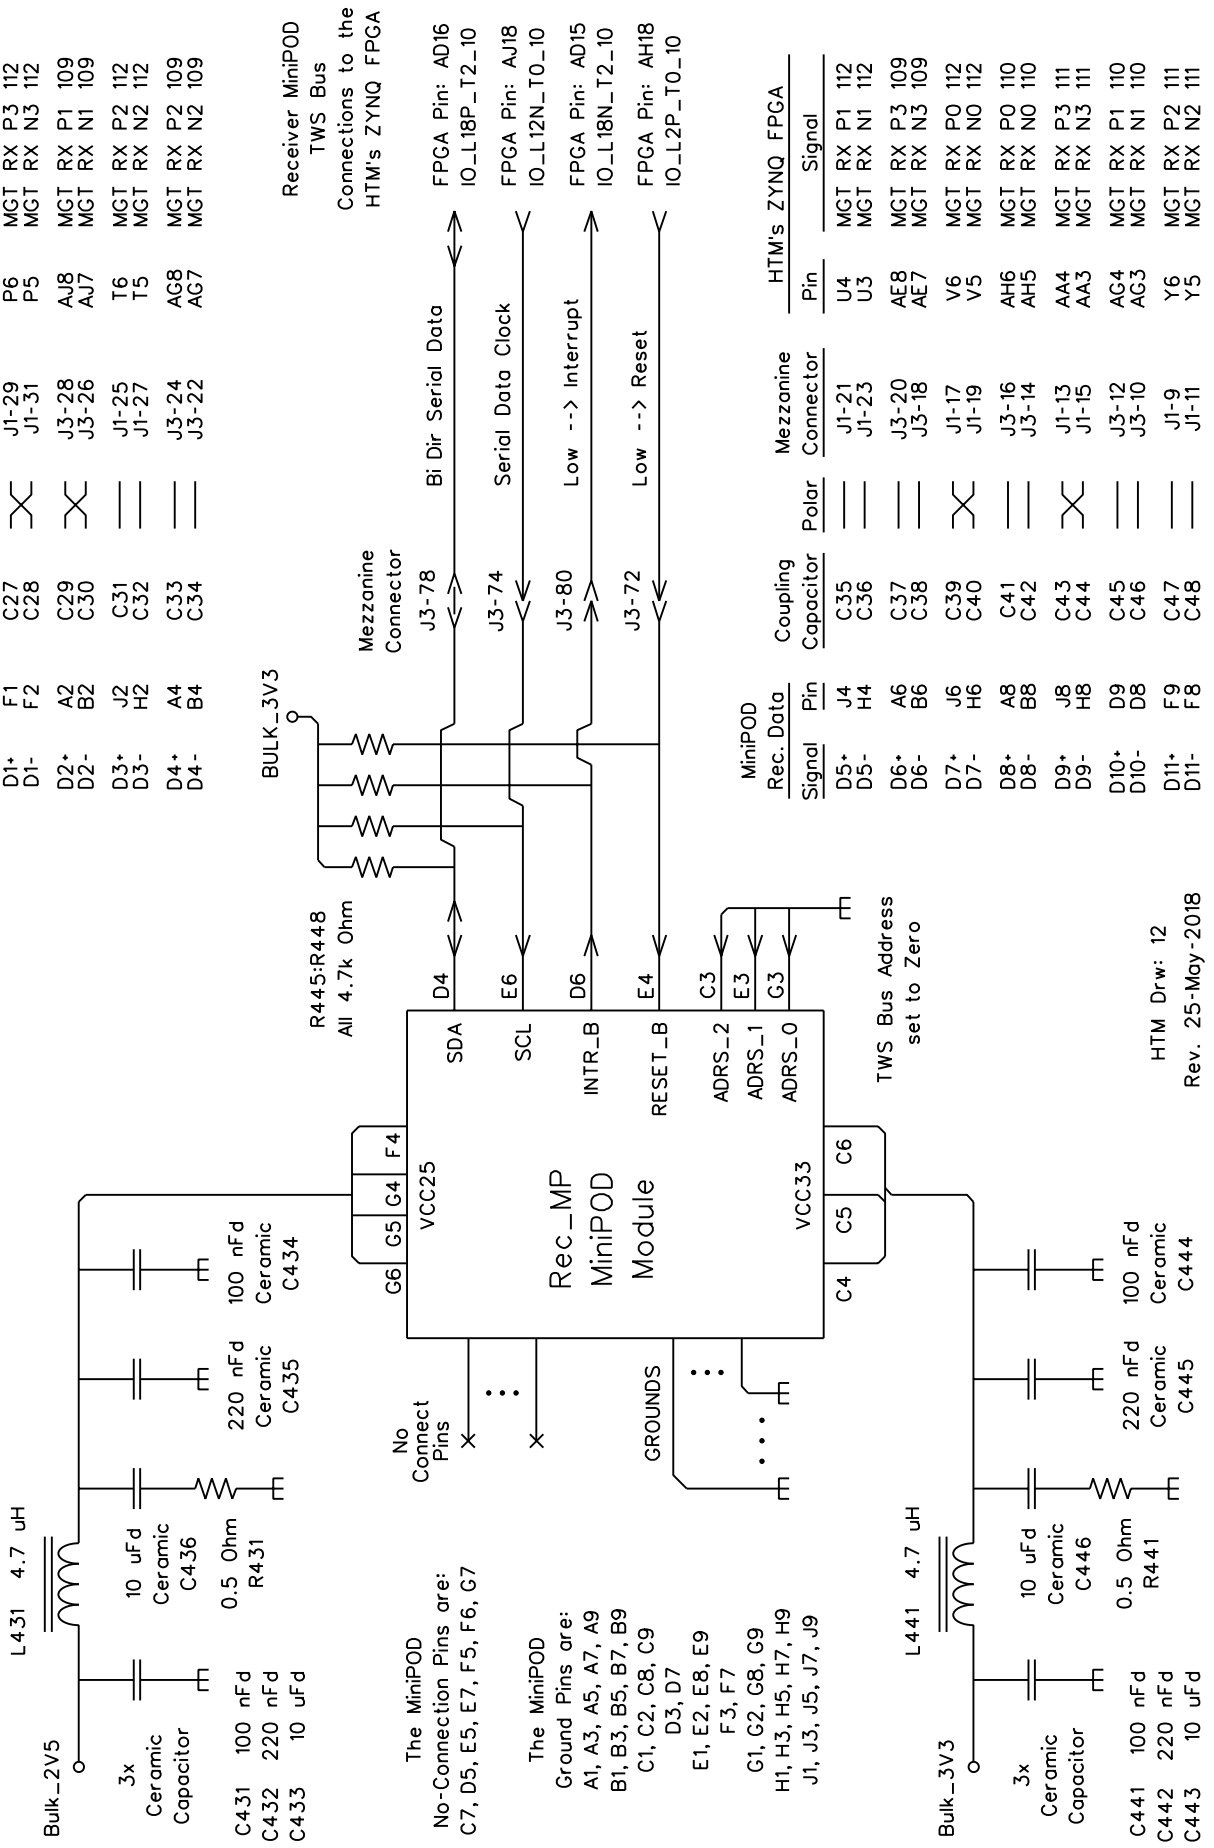 Bulk_2V5
3x
Ceramic
Capacitor
C431 100 nFd
C432 220 nFd
C433 10 uFd
L431 4.7 uH
10 uFd
Ceramic
C436
0.5 Ohm
R431
220 nFd
Ceramic
C435
100 nFd
Ceramic
C434
The MiniPOD
No-Connection Pins are:
C7, D5, E5, E7, F5, F6, G7
The MiniPOD
Ground Pins are:
A1, A3, A5, A7, A9
B1, B3, B5, B7, B9
C1, C2, C8, C9
D3, D7
E1, E2, E8, E9
F3, F7
G1, G2, G8, G9
H1, H3, H5, H7, H9
J1, J3, J5, J7, J9
No
Connect
Pins
GROUNDS
G6 G5 G4 F4
VCC25
Rec_MP
MiniPOD
Module
VCC33
C4 C5 C6
SDA D4
SCL E6
INTR_B D6
RESET_B E4
ADRS_2 C3
ADRS_1 E3
ADRS_0 G3
TWS Bus Address
set to Zero
R445:R448
All 4.7k Ohm
BULK_3V3
Mezzanine
Connector
J3-78
J3-74
J3-80
J3-72
Bi Dir Serial Data
Serial Data Clock
Low --> Interrupt
Low --> Reset
Receiver MiniPOD
TWS Bus
Connections to the
HTM's ZYNQ FPGA
FPGA Pin: AD16
IO_L18P_T2_10
FPGA Pin: AJ18
IO_L12N_T0_10
FPGA Pin: AD15
IO_L18N_T2_10
FPGA Pin: AH18
IO_L2P_T0_10
Bulk_3V3
3x
Ceramic
Capacitor
C441 100 nFd
C442 220 nFd
C443 10 uFd
L441 4.7 uH
10 uFd
Ceramic
C446
0.5 Ohm
R441
220 nFd
Ceramic
C445
100 nFd
Ceramic
C444
HTM Drw: 12
Rev. 25-May-2018
D1+ F1 C27 J1-29 P6 MGT RX P3 112
D1- F2 C28 J1-31 P5 MGT RX N3 112
D2+ A2 C29 J3-28 AJ8 MGT RX P1 109
D2- B2 C30 J3-26 AJ7 MGT RX N1 109
D3+ J2 C31 J1-25 T6 MGT RX P2 112
D3- H2 C32 J1-27 T5 MGT RX N2 112
D4+ A4 C33 J3-24 AG8 MGT RX P2 109
D4- B4 C34 J3-22 AG7 MGT RX N2 109
MiniPOD
Rec. Data
Coupling
Mezzanine
HTM's ZYNQ FPGA
Signal Pin Capacitor Polar Connector Pin Signal
D5+ J4 C35 J1-21 U4 MGT RX P1 112
D5- H4 C36 J1-23 U3 MGT RX N1 112
D6+ A6 C37 J3-20 AE8 MGT RX P3 109
D6- B6 C38 J3-18 AE7 MGT RX N3 109
D7+ J6 C39 J1-17 V6 MGT RX P0 112
D7- H6 C40 J1-19 V5 MGT RX N0 112
D8+ A8 C41 J3-16 AH6 MGT RX P0 110
D8- B8 C42 J3-14 AH5 MGT RX N0 110
D9+ J8 C43 J1-13 AA4 MGT RX P3 111
D9- H8 C44 J1-15 AA3 MGT RX N3 111
D10+ D9 C45 J3-12 AG4 MGT RX P1 110
D10- D8 C46 J3-10 AG3 MGT RX N1 110
D11+ F9 C47 J1-9 Y6 MGT RX P2 111
D11- F8 C48 J1-11 Y5 MGT RX N2 111